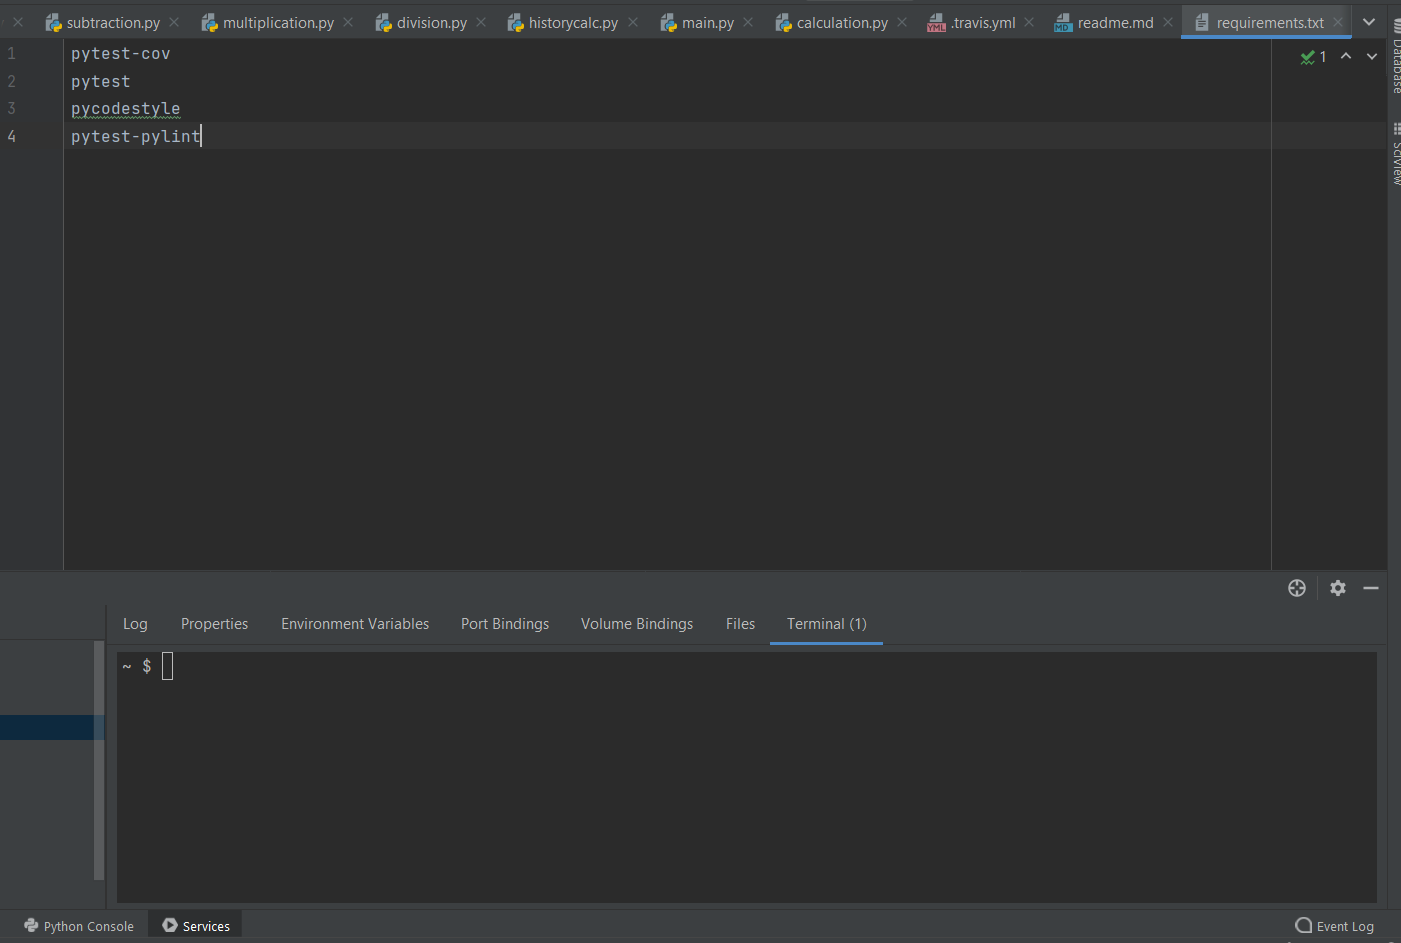 subtraction.py multiplication.py division.py historycalc.py main.py calculation.py .travis.yml readme.md requirements.txt
1 pytest-cov
2 pytest
3 pycodestyle
4 pytest-pylint
1
Database
SciView
Log Properties Environment Variables Port Bindings Volume Bindings Files Terminal (1)
~ $
Python Console Services Event Log
YML
MD